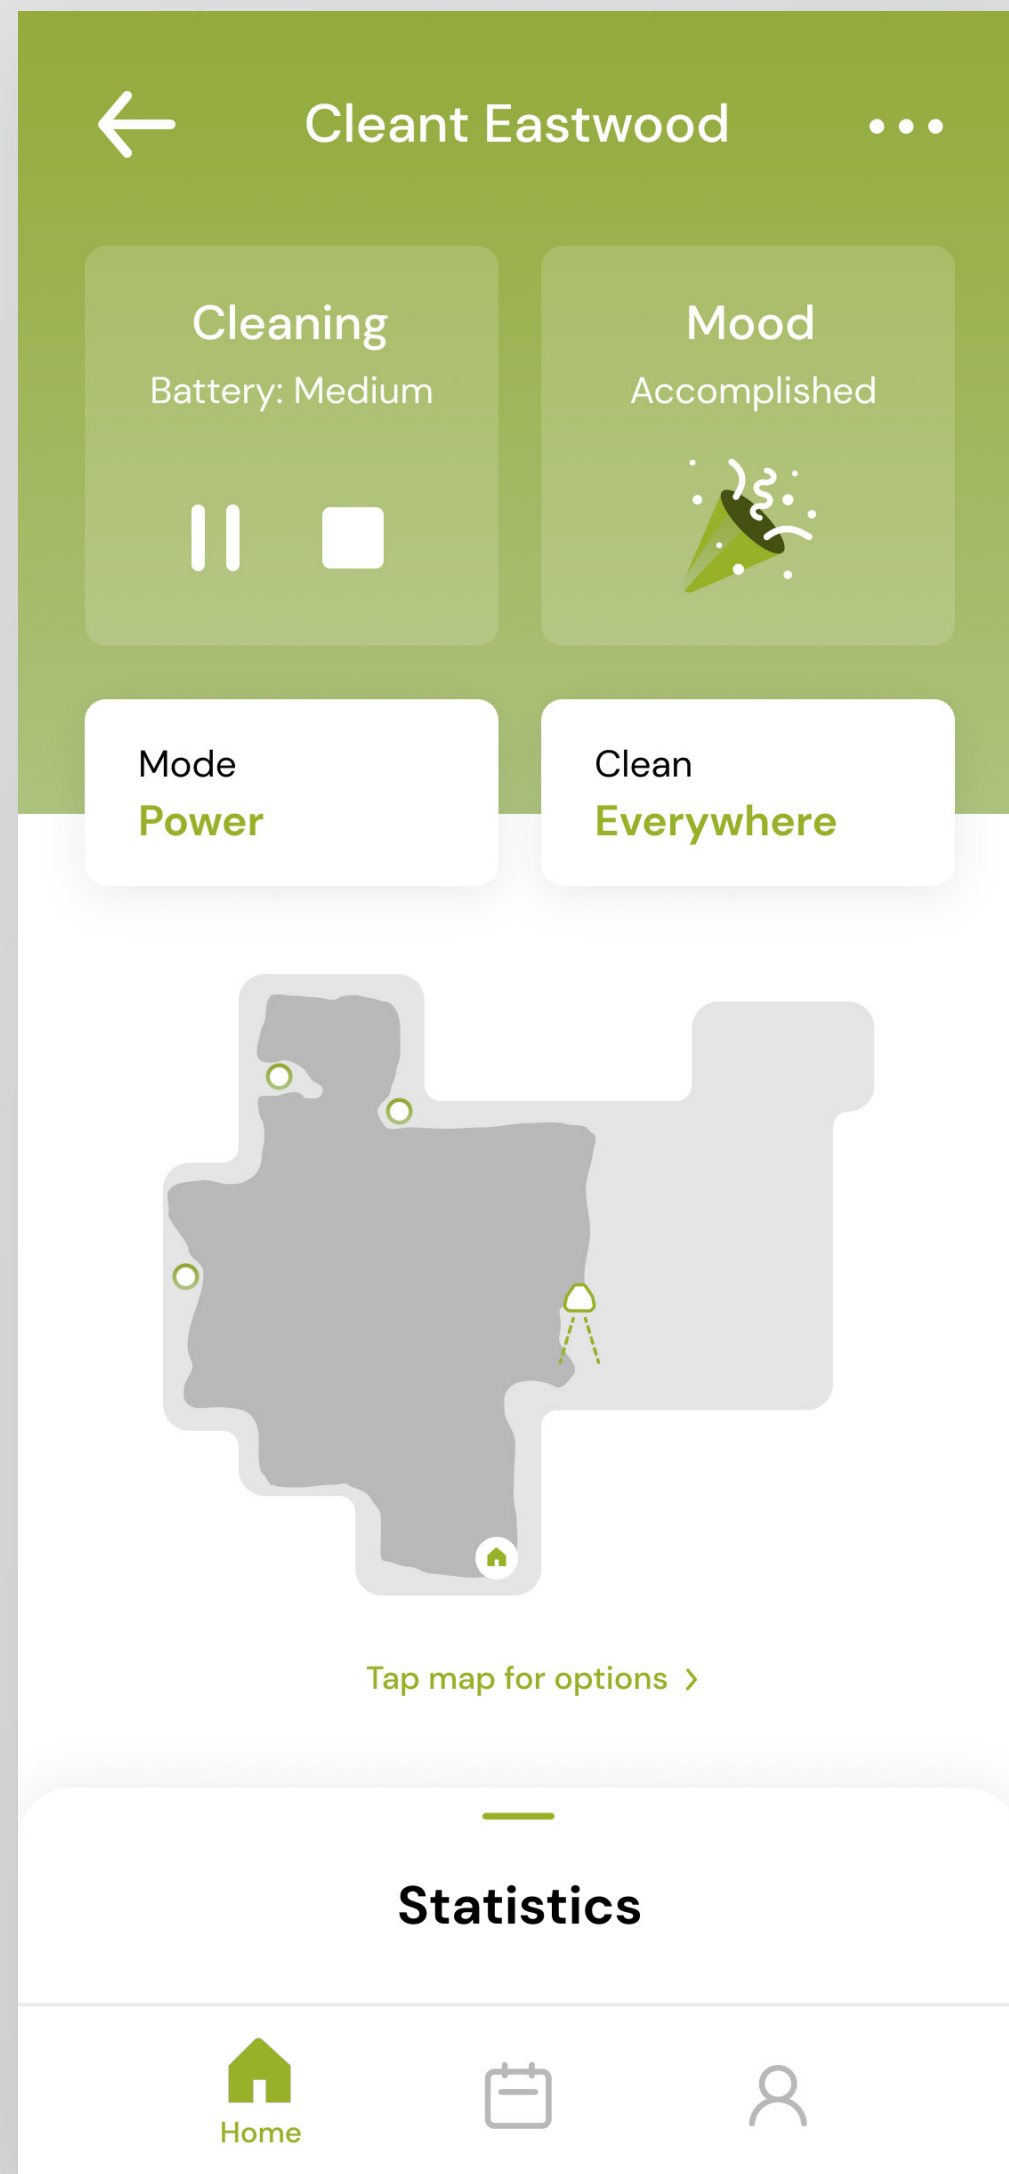 Cleant Eastwood
Cleaning
Battery: Medium
Mood
Accomplished
Mode
Power
Clean
Everywhere
Tap map for options
Statistics
Home